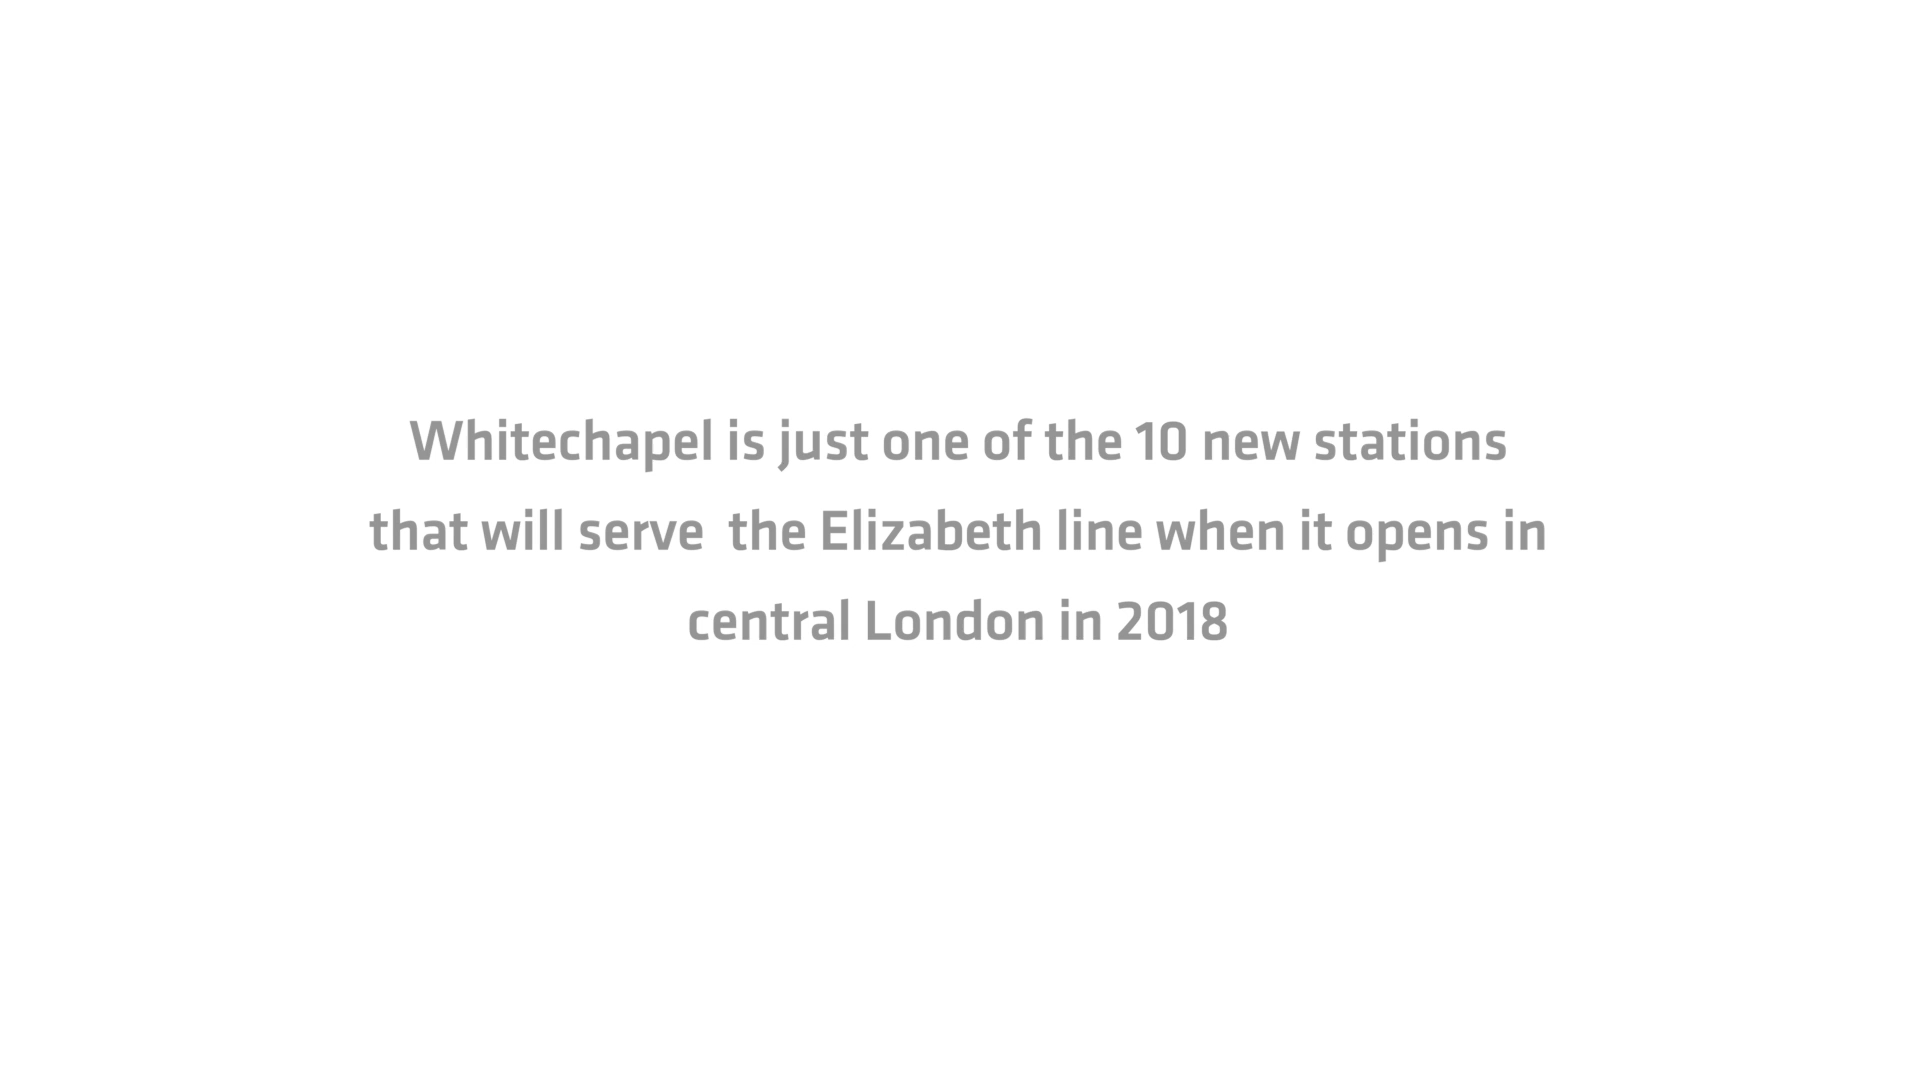 Whitechapel is just one of the 10 new stations
that will serve  the Elizabeth line when it opens in
central London in 2018